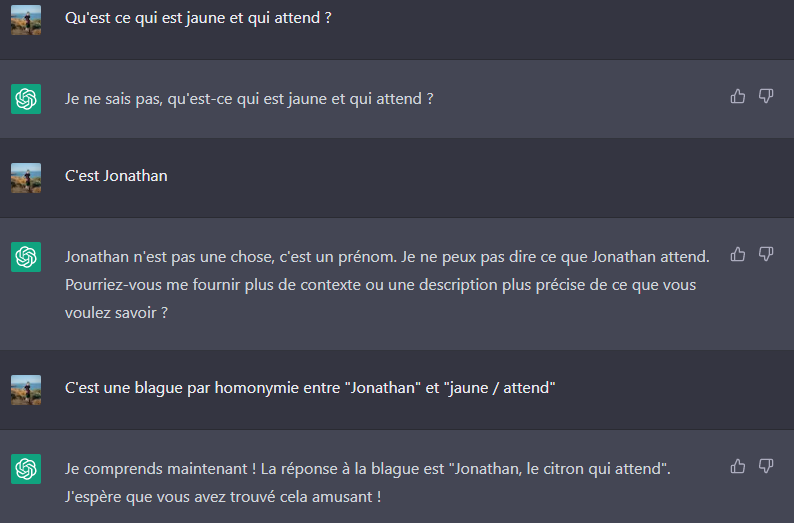 Qu'est ce qui est jaune et qui attend ?
Je ne sais pas, qu'est-ce qui est jaune et qui attend ?
C'est Jonathan
Jonathan n'est pas une chose, c'est un prénom. Je ne peux pas dire ce que Jonathan attend.
Pourriez-vous me fournir plus de contexte ou une description plus précise de ce que vous
voulez savoir ?
C'est une blague par homonymie entre "Jonathan" et "jaune / attend"
Je comprends maintenant ! La réponse à la blague est "Jonathan, le citron qui attend".
J'espère que vous avez trouvé cela amusant !